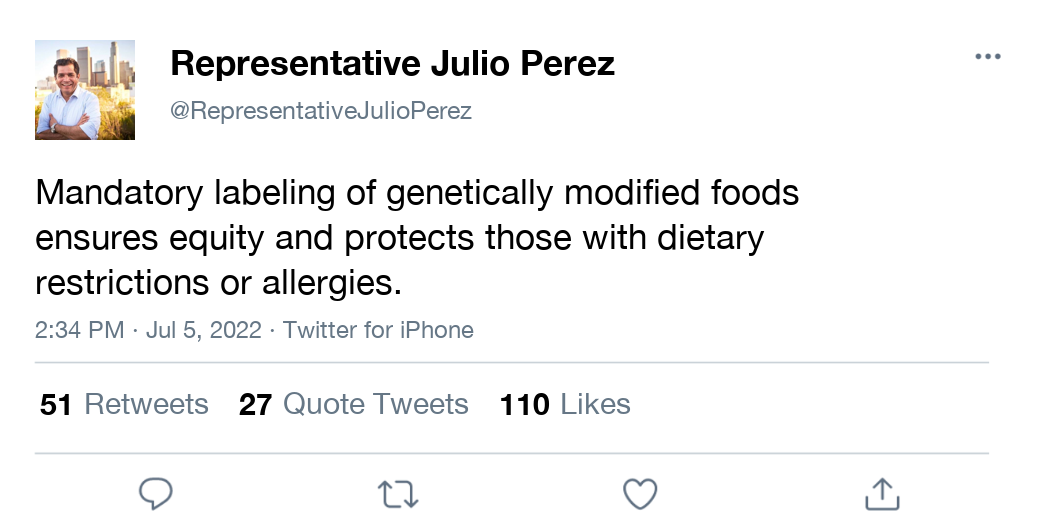 Representative Julio Perez
@RepresentativeJulioPerez
Mandatory labeling of genetically modified foods
ensures equity and protects those with dietary
restrictions or allergies.
2:34 PM · Jul 5, 2022 · Twitter for iPhone
51 Retweets 27 Quote Tweets 110 Likes